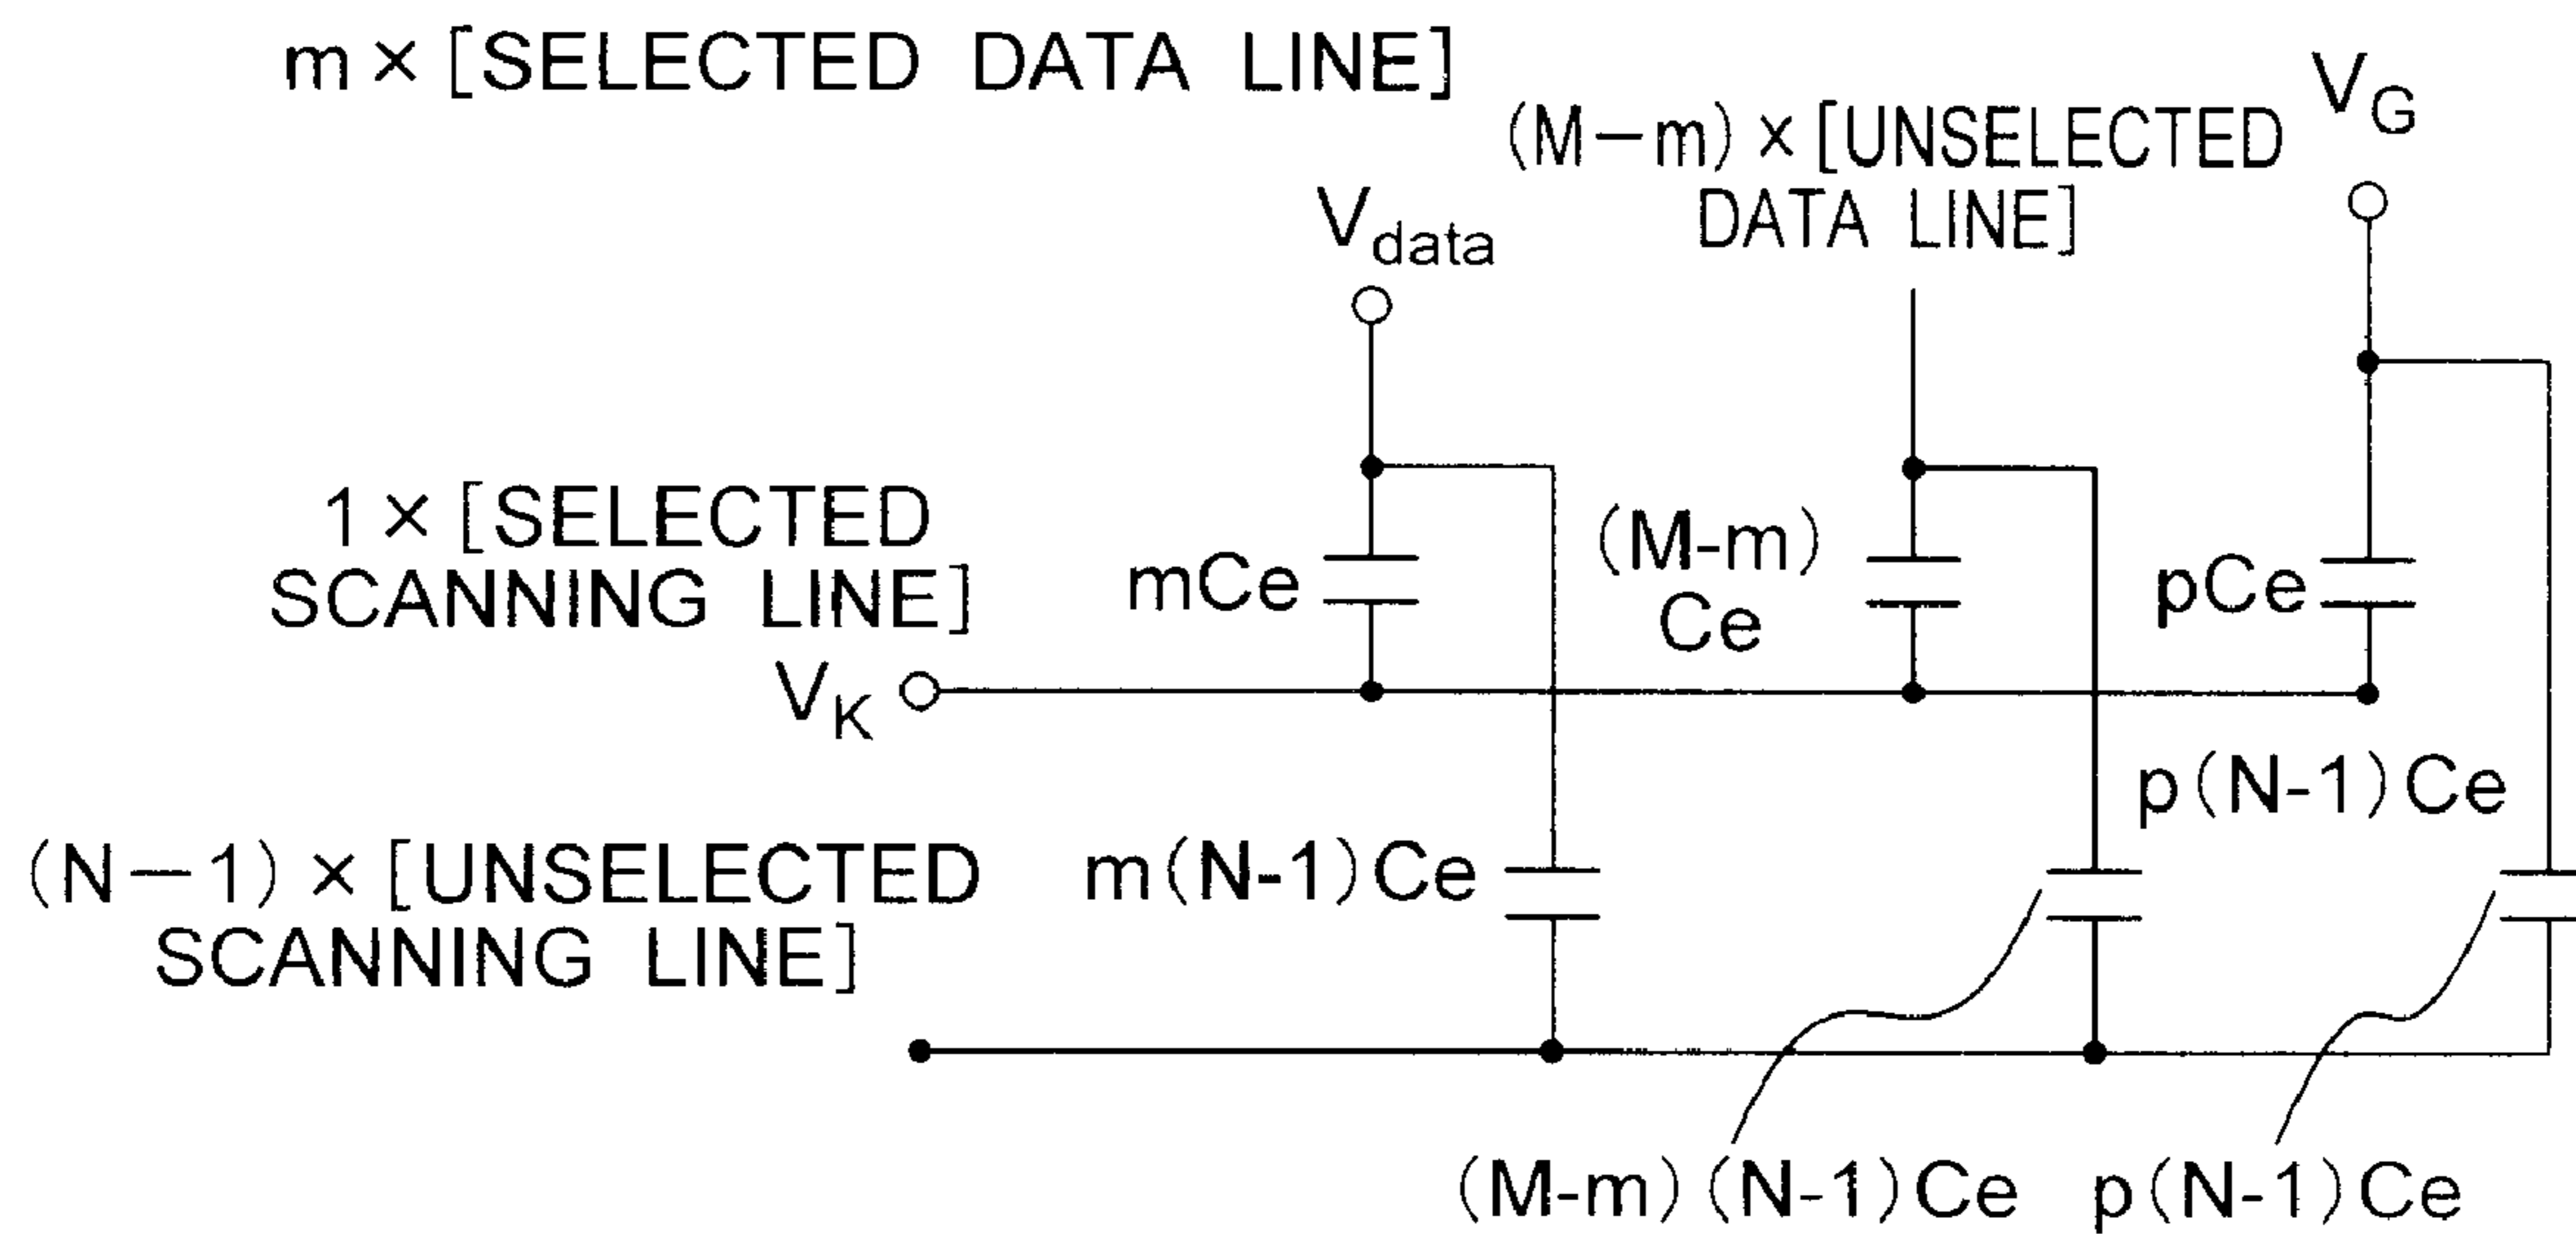 m×[SELECTED DATA LINE]
V_G
(M−m)×[UNSELECTED
DATA LINE]
V_data
1×[SELECTED
SCANNING LINE]
mCe
(M-m)
Ce
pCe
V_K
p(N-1)Ce
(N−1)×[UNSELECTED
SCANNING LINE]
m(N-1)Ce
(M-m)(N-1)Ce
p(N-1)Ce